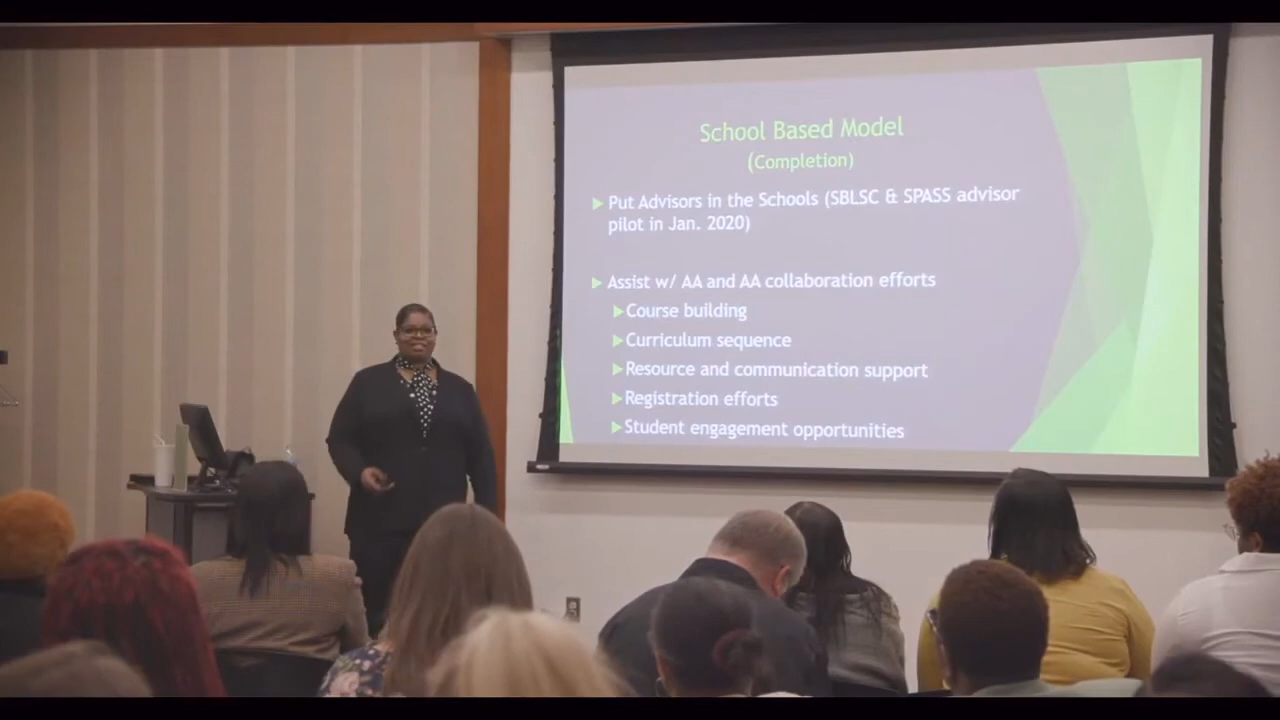 School Based Model
(Completion)
Put Advisors in the Schools (SBLSC & SPASS advisor
pilot in Jan. 2020)
Assist w/ AA and AA collaboration efforts
Course building
Curriculum sequence
Resource and communication support
Registration efforts
Student engagement opportunities